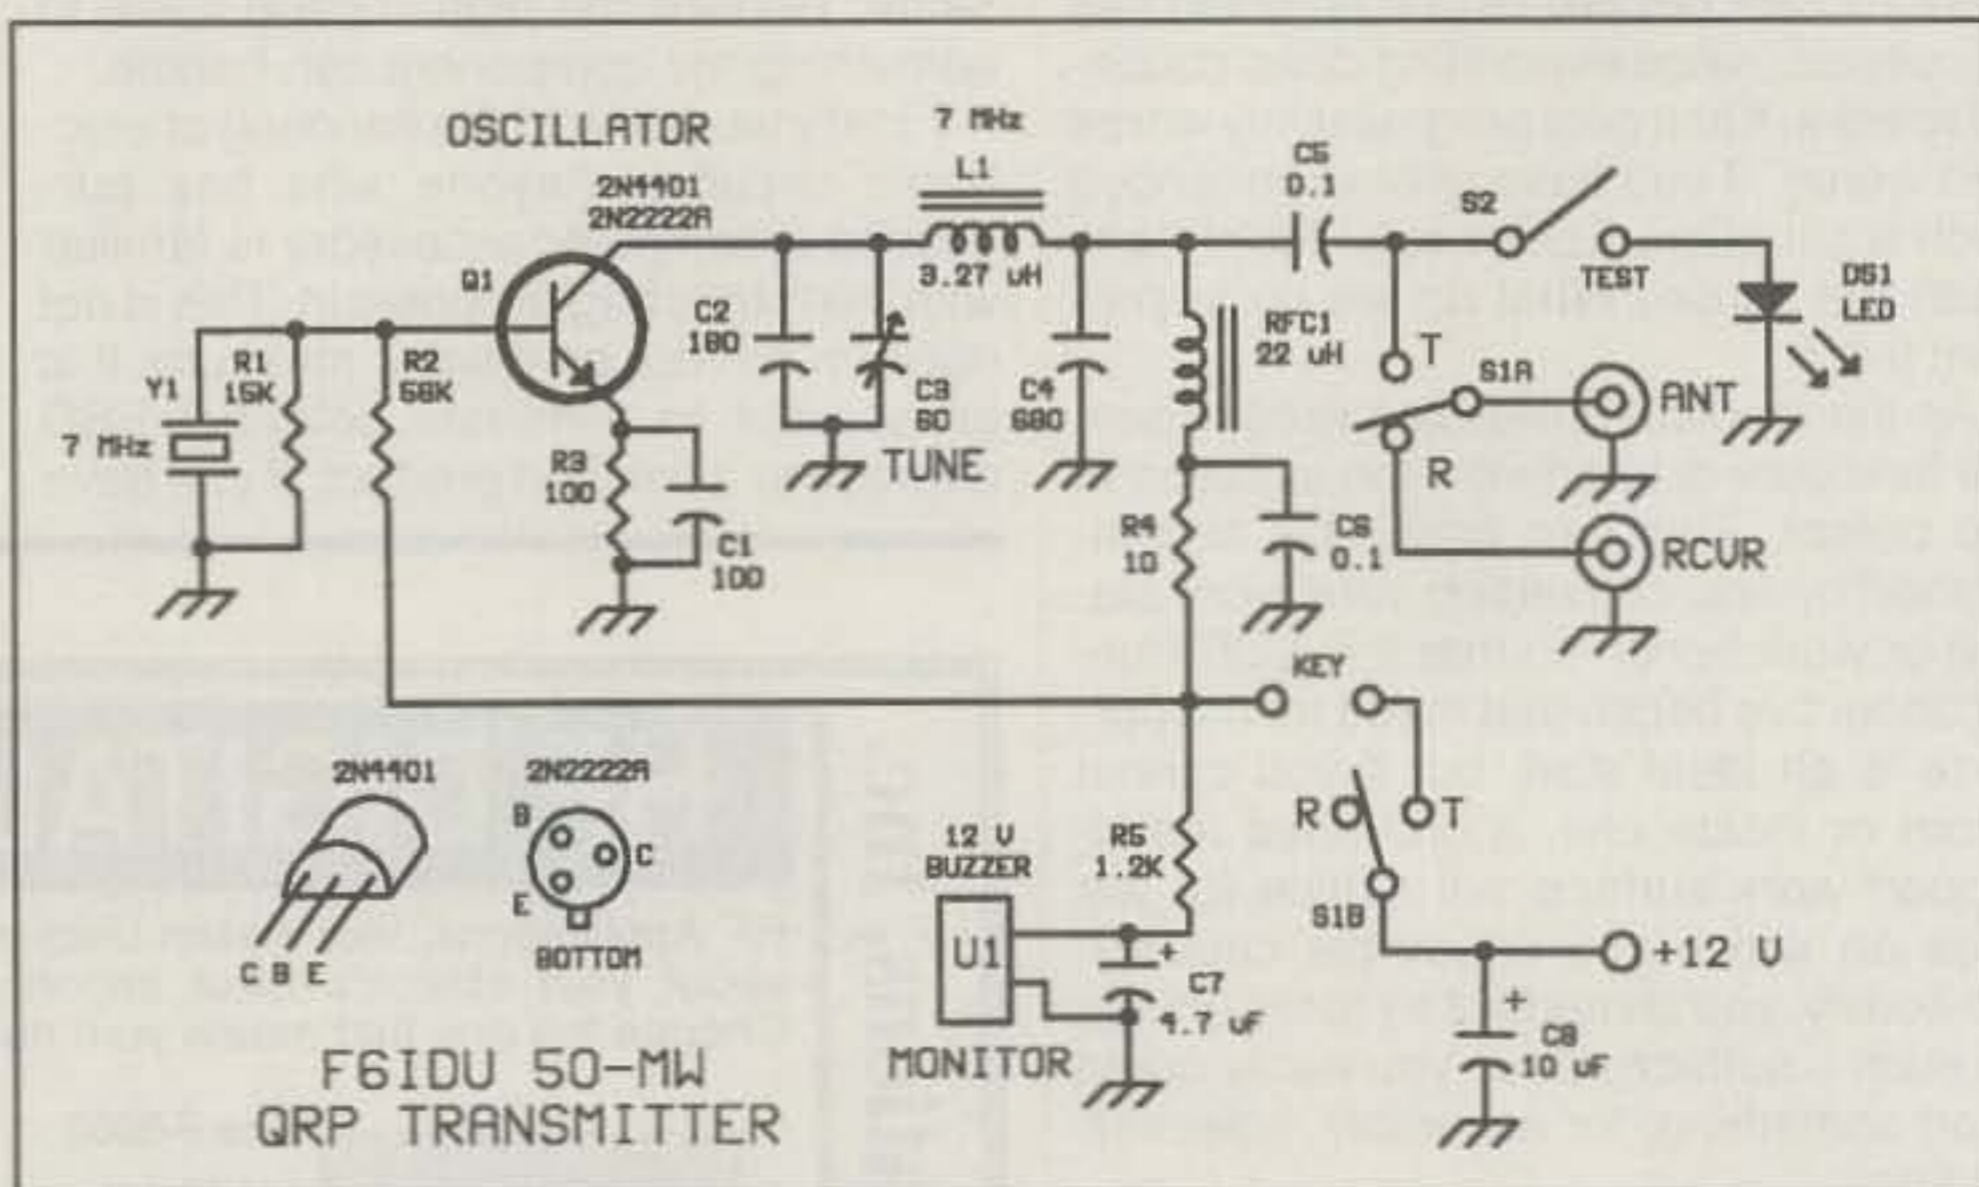 OSCILLATOR
2N4401
2N2222A
7 MHz
L1
3.27 uH
C5
0.1
S2
TEST
DS1
LED
Q1
Y1
7 MHz
R1
15K
R2
C2
180
C3
60
TUNE
C4
680
RFC1
22 uH
T
S1A
ANT
R
RCVR
R3
100
C1
100
R4
10
C6
0.1
KEY
2N4401
C B E
2N2222A
B
C
E
BOTTOM
12 V
BUZZER
R5
1.2K
R
T
S1B
+12 V
U1
+
C7
4.7 uF
MONITOR
+
C8
10 uF
F6IDU 50-MW
QRP TRANSMITTER